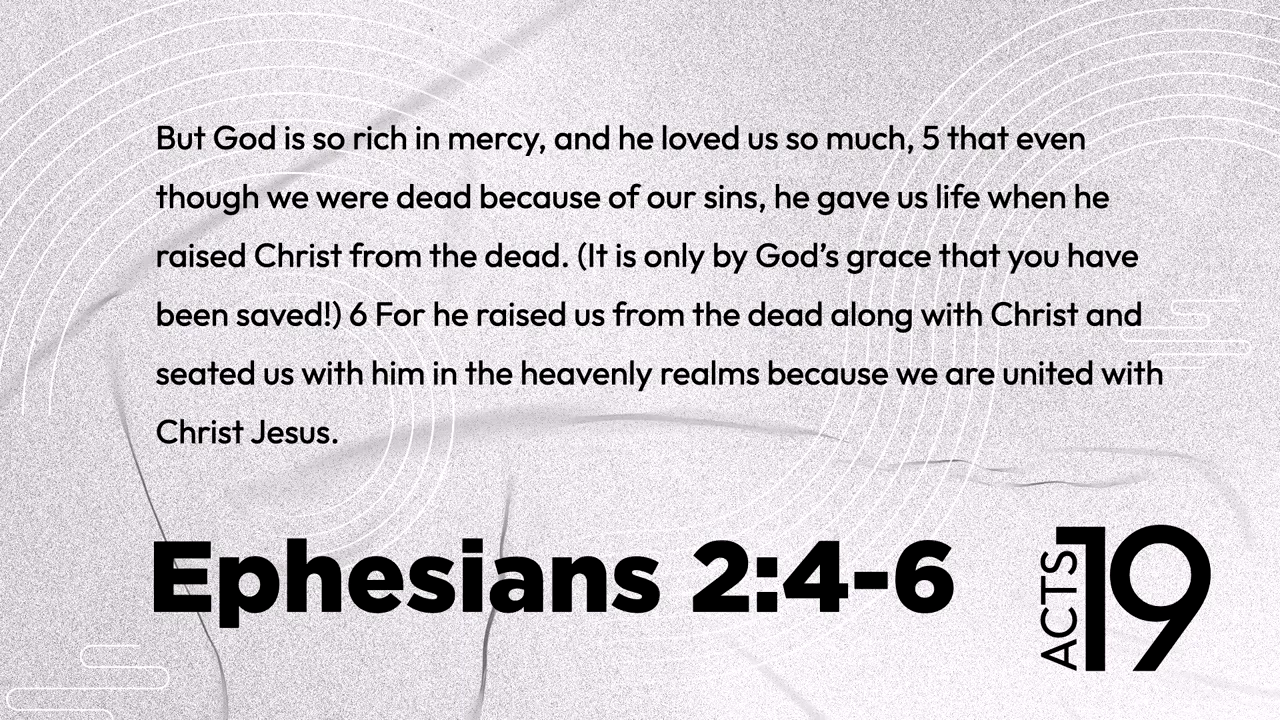 But God is so rich in mercy, and he loved us so much, 5 that even
though we were dead because of our sins, he gave us life when he
raised Christ from the dead. (It is only by God’s grace that you have
been saved!) 6 For he raised us from the dead along with Christ and
seated us with him in the heavenly realms because we are united with
Christ Jesus.
Ephesians 2:4-6
ACTS 19